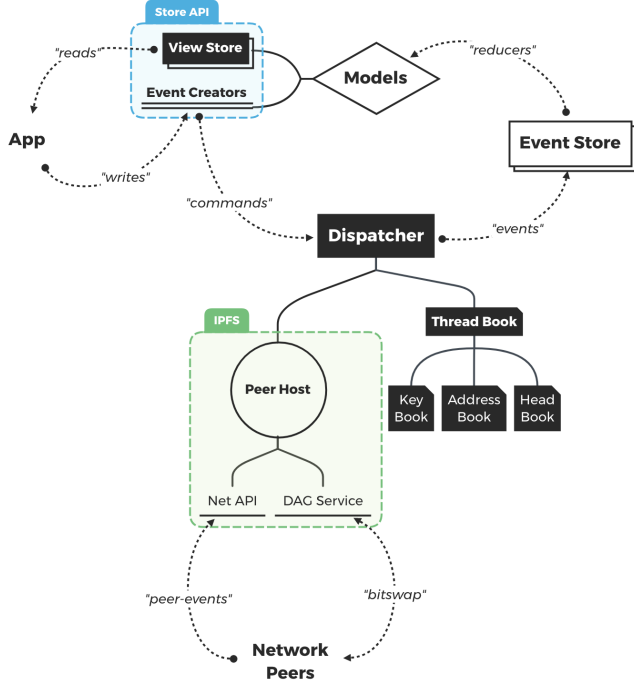 Store API
View Store
"reads"
"reducers"
Models
Event Creators
App
Event Store
"writes"
"commands"
"events"
Dispatcher
IPFS
Thread Book
Peer Host
Key
Book
Address
Book
Head
Book
Net API
DAG Service
"peer-events"
"bitswap"
Network
Peers